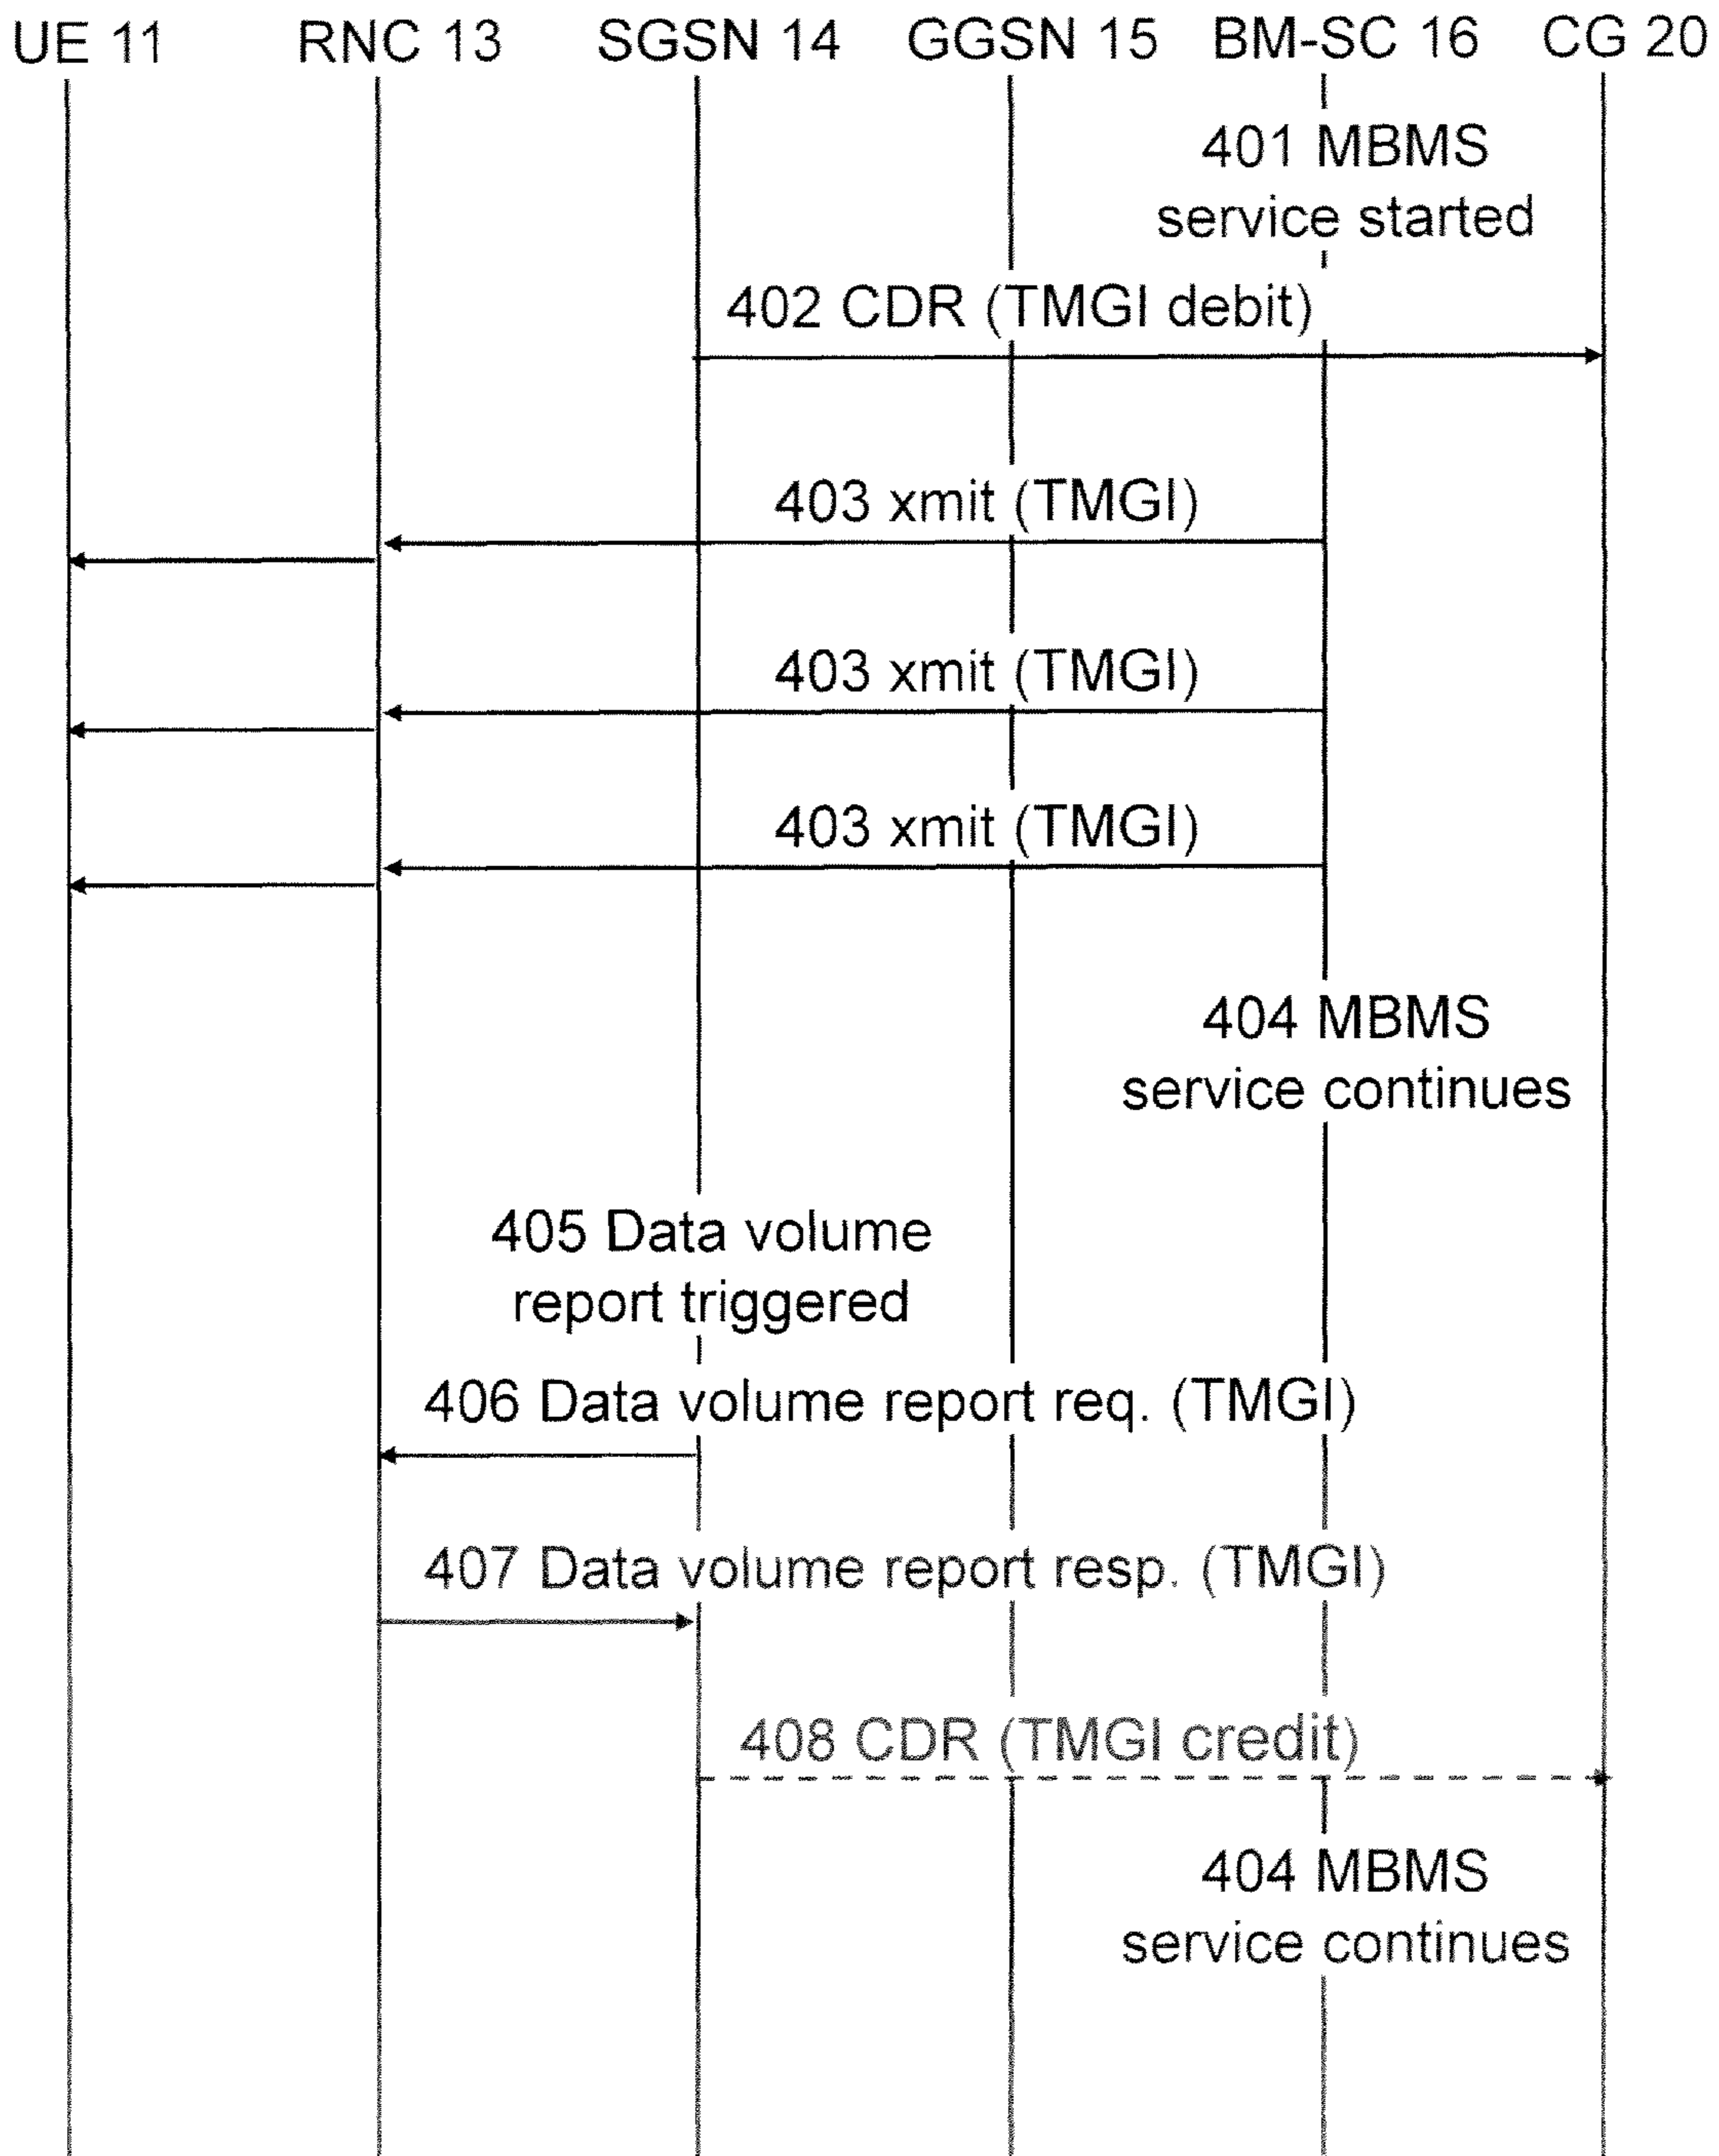 UE 11 RNC 13 SGSN 14 GGSN 15 BM-SC 16 CG 20
401 MBMS
service started
402 CDR (TMGI debit)
403 xmit (TMGI)
403 xmit (TMGI)
403 xmit (TMGI)
404 MBMS
service continues
405 Data volume
report triggered
406 Data volume report req. (TMGI)
407 Data volume report resp. (TMGI)
408 CDR (TMGI credit)
404 MBMS
service continues